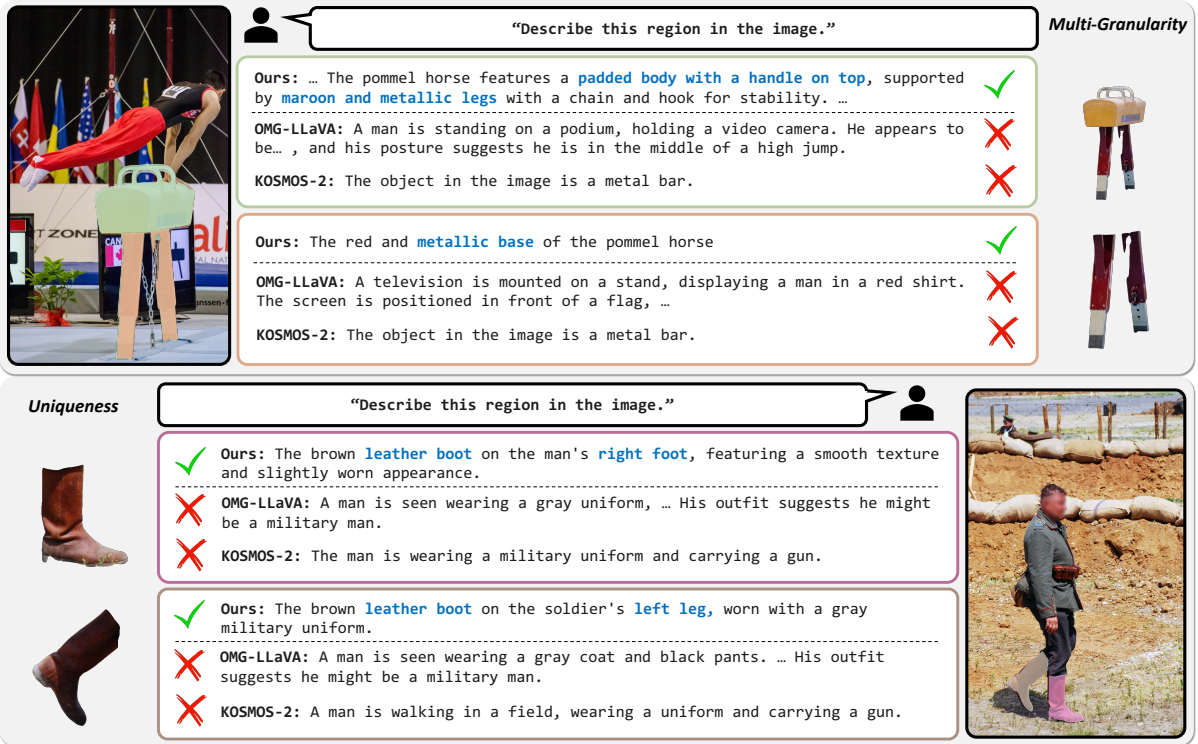 “Describe this region in the image.”
Multi-Granularity
Ours: … The pommel horse features a padded body with a handle on top, supported
by maroon and metallic legs with a chain and hook for stability. …
OMG-LLaVA: A man is standing on a podium, holding a video camera. He appears to
be… , and his posture suggests he is in the middle of a high jump.
KOSMOS-2: The object in the image is a metal bar.
T ZONE
CAN
ali
Ours: The red and metallic base of the pommel horse
OMG-LLaVA: A television is mounted on a stand, displaying a man in a red shirt.
The screen is positioned in front of a flag, …
KOSMOS-2: The object in the image is a metal bar.
anssen-f
Uniqueness
“Describe this region in the image.”
Ours: The brown leather boot on the man's right foot, featuring a smooth texture
and slightly worn appearance.
OMG-LLaVA: A man is seen wearing a gray uniform, … His outfit suggests he might
be a military man.
KOSMOS-2: The man is wearing a military uniform and carrying a gun.
Ours: The brown leather boot on the soldier's left leg, worn with a gray
military uniform.
OMG-LLaVA: A man is seen wearing a gray coat and black pants. … His outfit
suggests he might be a military man.
KOSMOS-2: A man is walking in a field, wearing a uniform and carrying a gun.